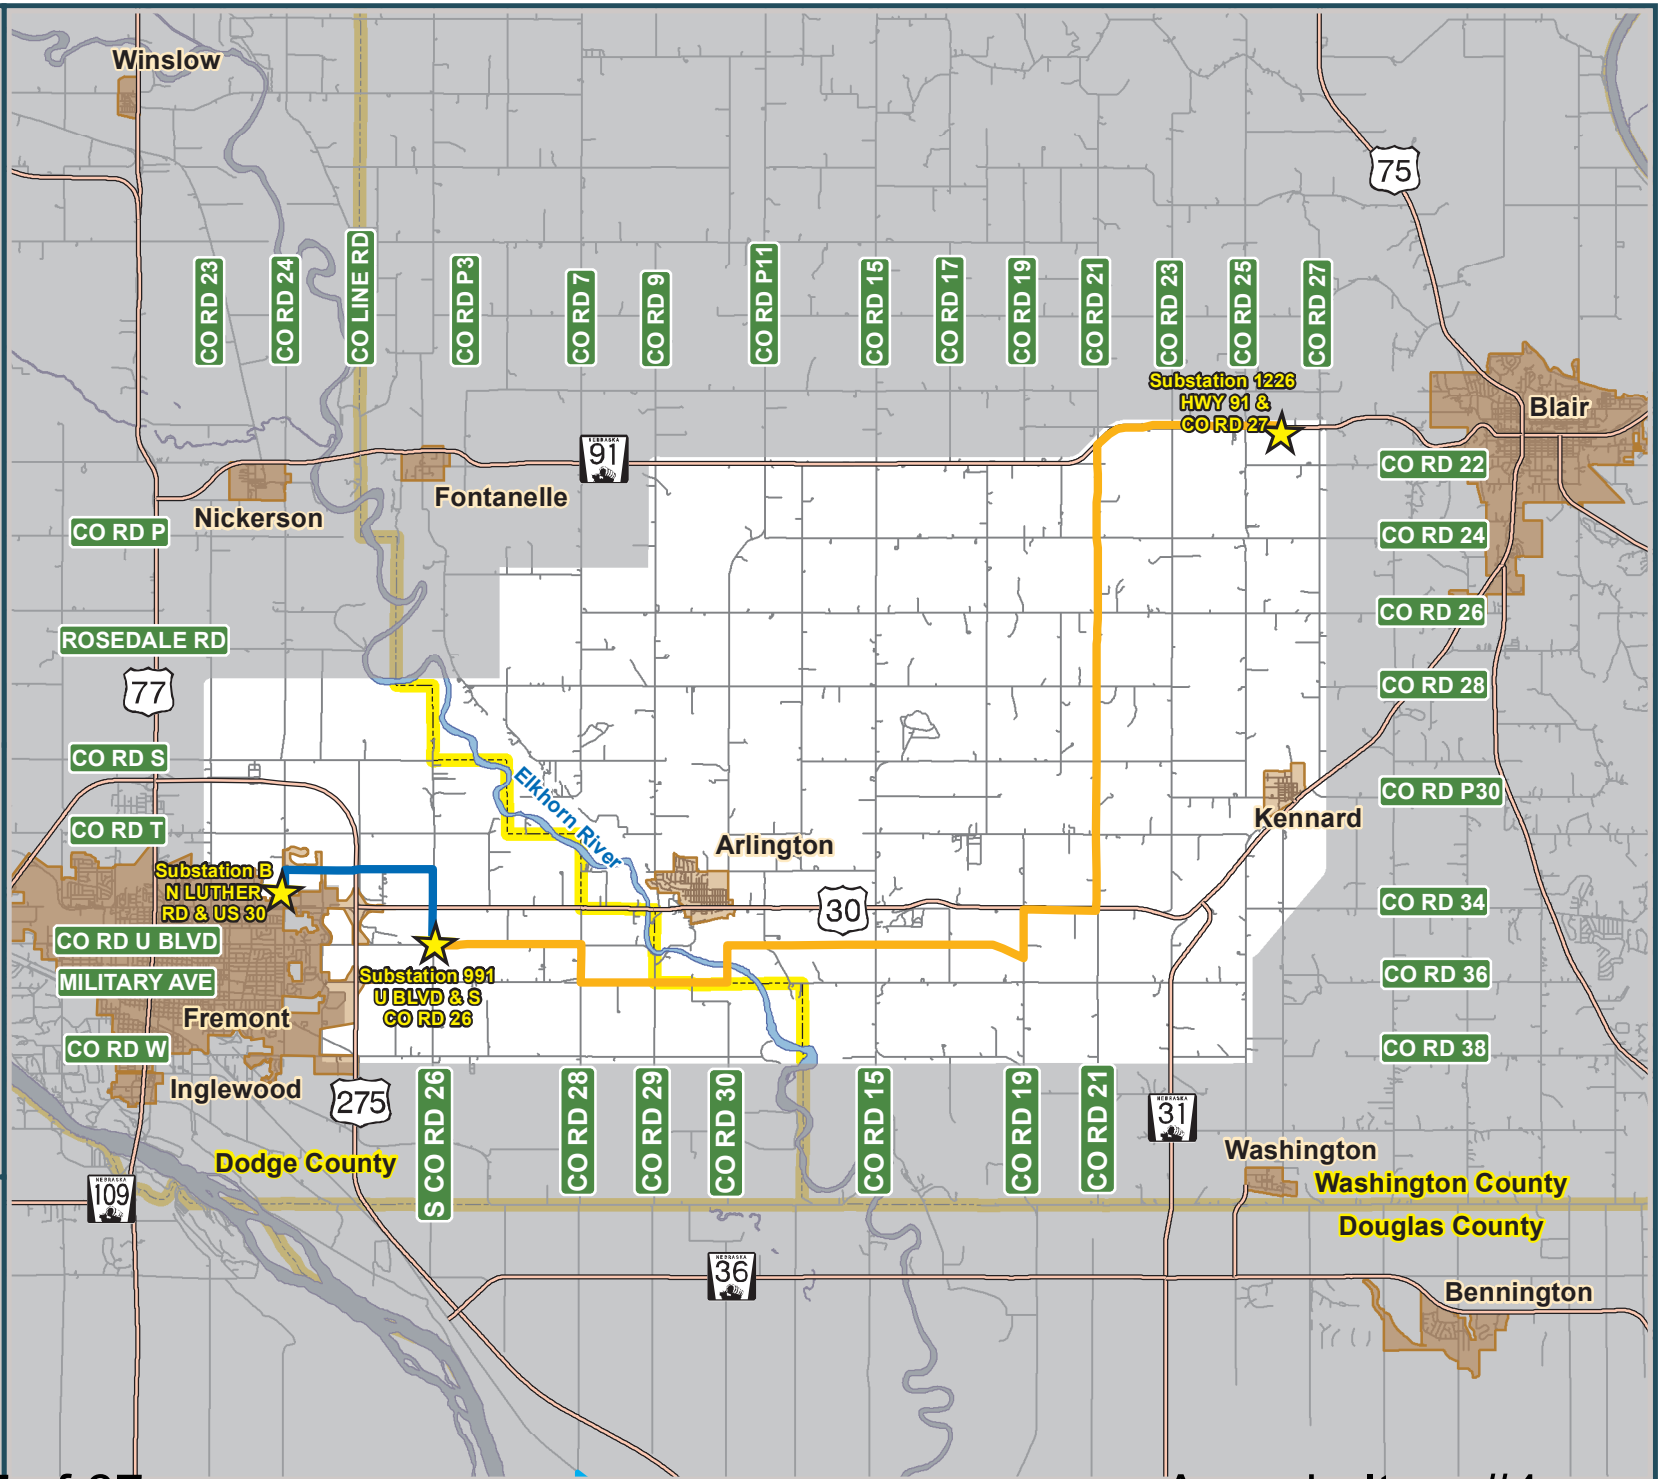 Winslow
75
CO RD 23
CO RD 24
CO LINE RD
CO RD P3
CO RD 7
CO RD 9
CO RD P11
CO RD 15
CO RD 17
CO RD 19
CO RD 21
CO RD 23
CO RD 25
CO RD 27
Substation 1226
HWY 91 &
CO RD 27
Blair
NEBRASKA
91
CO RD 22
Fontanelle
Nickerson
CO RD P
CO RD 24
CO RD 26
ROSEDALE RD
77
CO RD 28
CO RD S
Elkhorn River
CO RD P30
Kennard
CO RD T
Arlington
Substation B
N LUTHER
RD & US 30
30
CO RD 34
CO RD U BLVD
MILITARY AVE
Substation 991
U BLVD & S
CO RD 26
CO RD 36
Fremont
CO RD W
CO RD 38
Inglewood
275
S CO RD 26
CO RD 28
CO RD 29
CO RD 30
CO RD 15
CO RD 19
CO RD 21
NEBRASKA
31
Washington
Dodge County
Washington County
NEBRASKA
109
Douglas County
NEBRASKA
36
Bennington